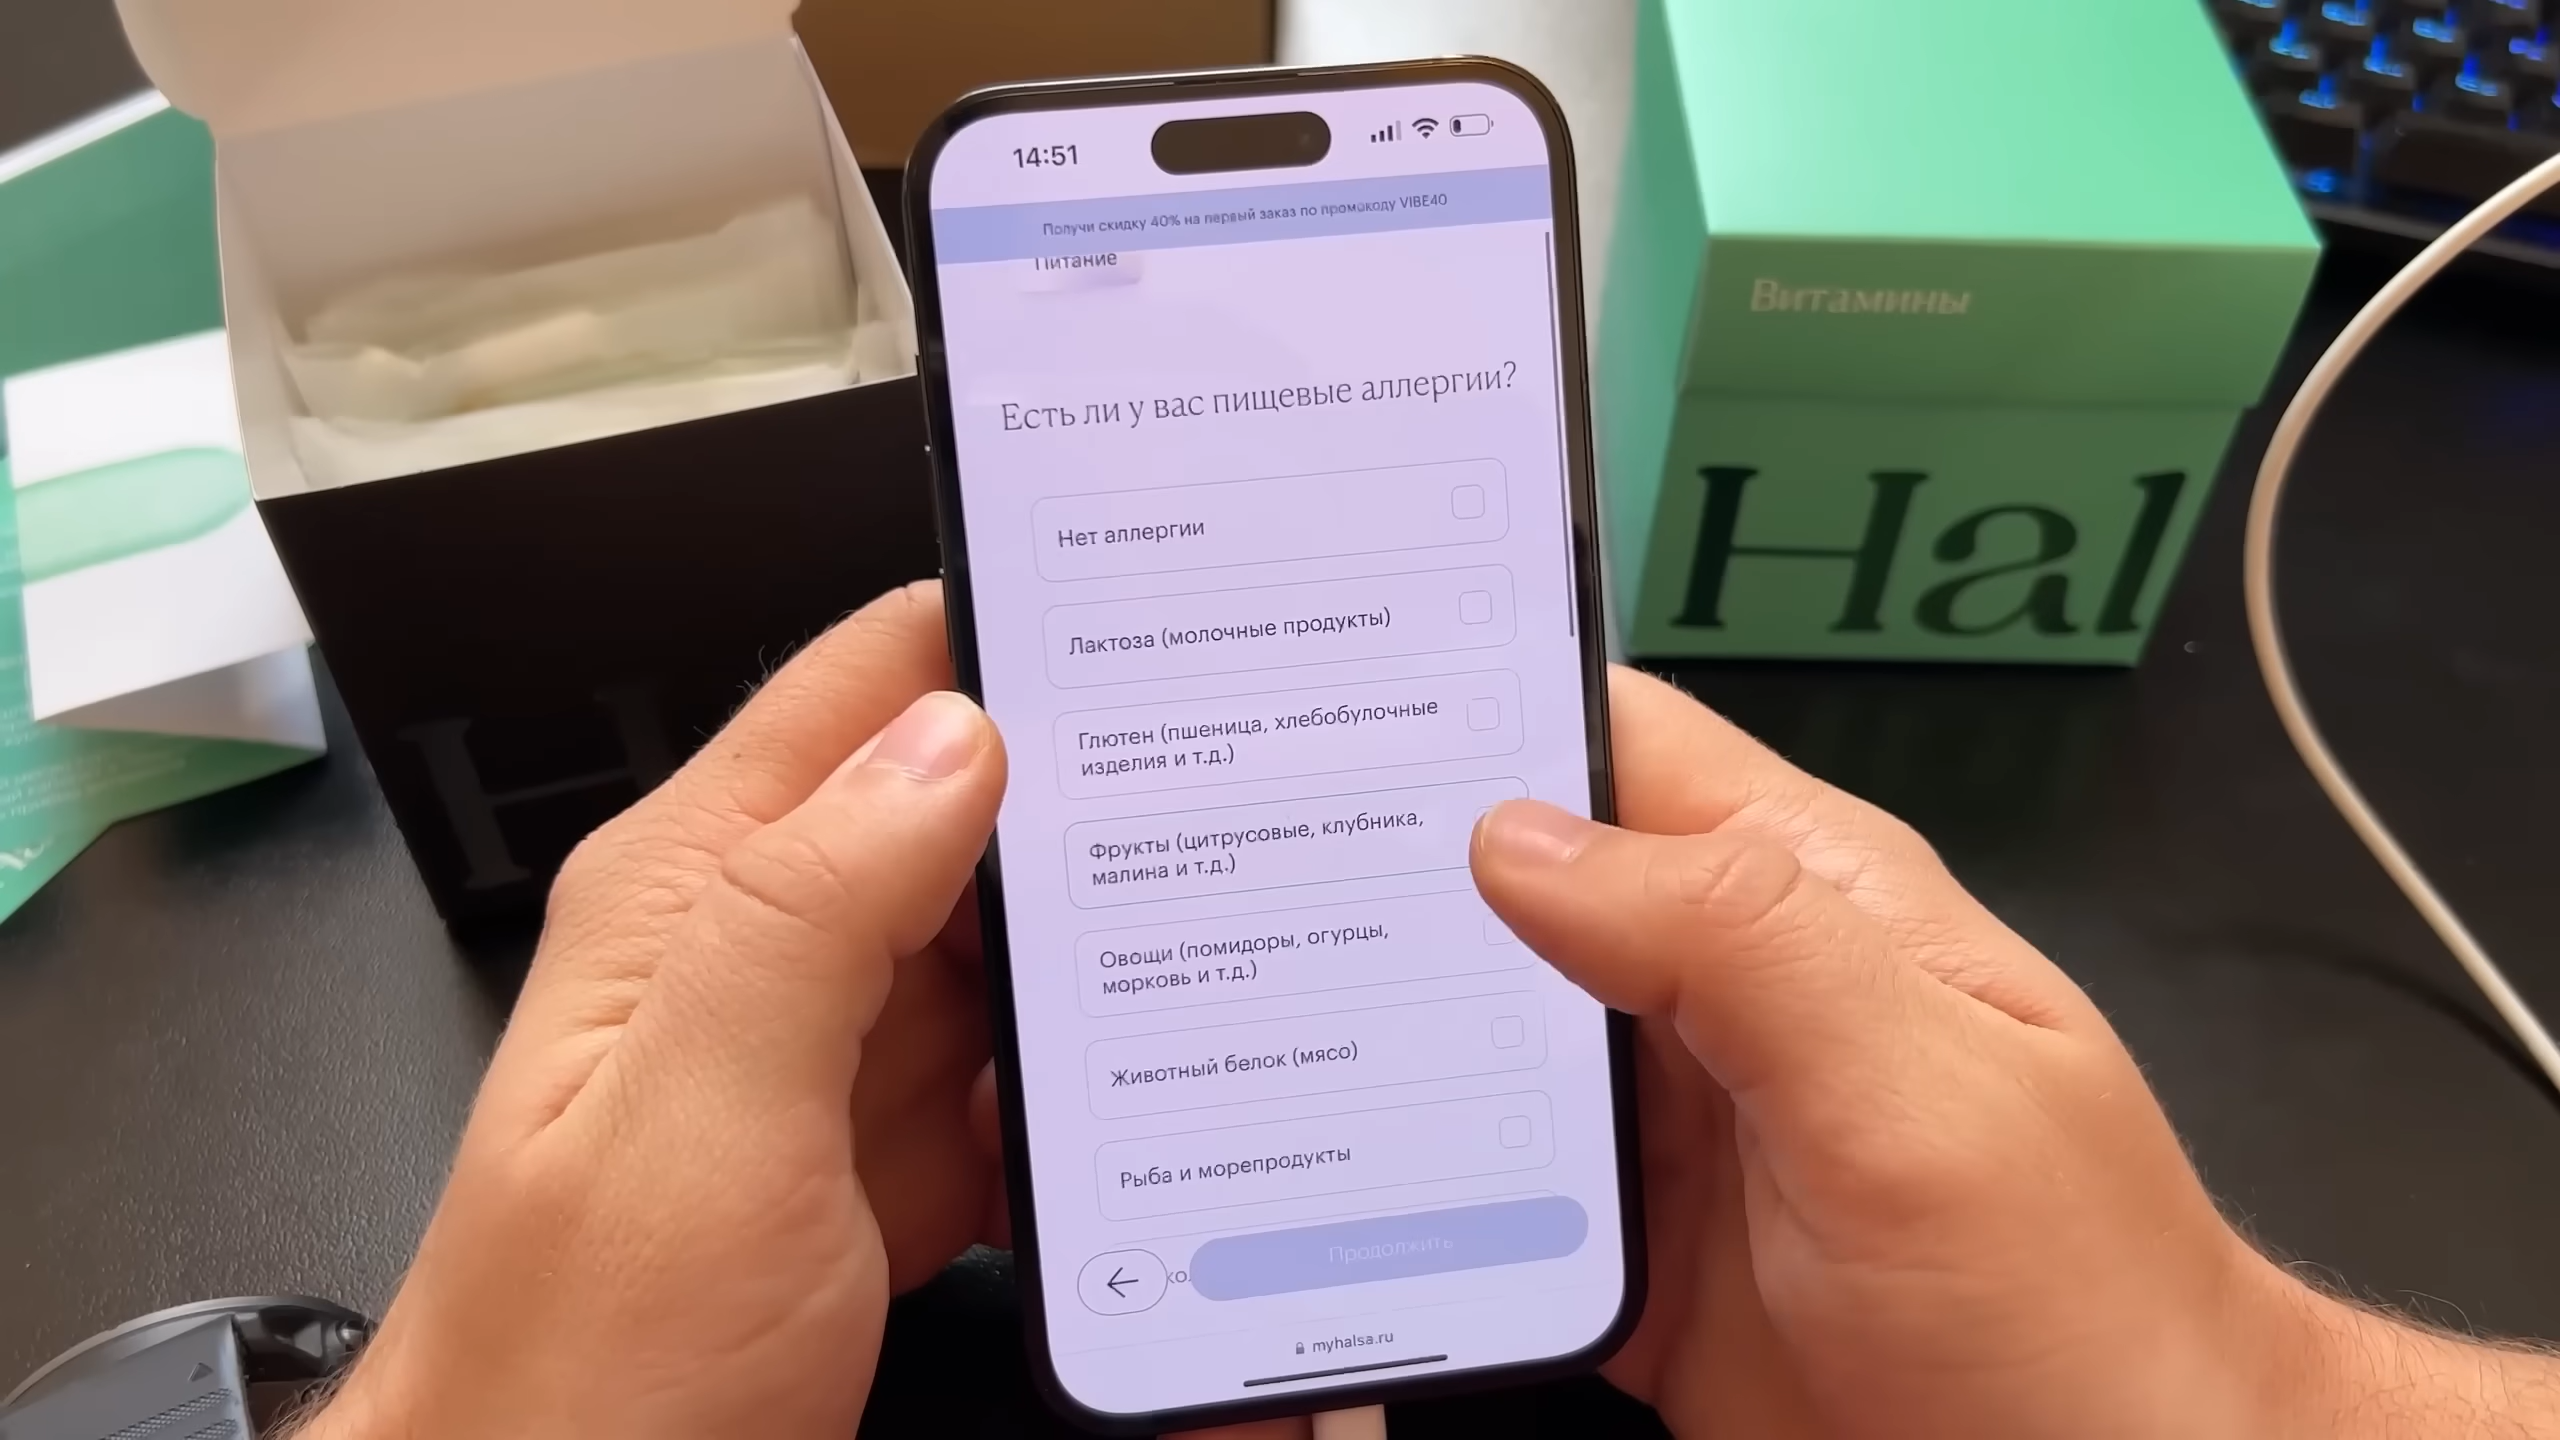 14:51
Получи скидку 40% на первый заказ по промокоду VIBE40
Питание
Есть ли у вас пищевые аллергии?
Нет аллергии
Лактоза (молочные продукты)
Глютен (пшеница, хлебобулочные
изделия и т.д.)
Фрукты (цитрусовые, клубника,
малина и т.д.)
Овощи (помидоры, огурцы,
морковь и т.д.)
Животный белок (мясо)
Рыба и морепродукты
Продолжить
myhalsa.ru
Витамины
Hal
H